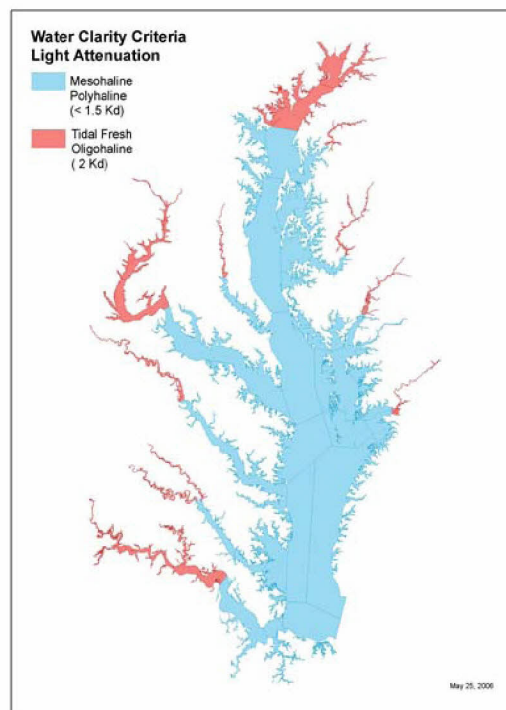 Water Clarity Criteria
Light Attenuation
Mesohaline
Polyhaline
(< 1.5 Kd)
Tidal Fresh
Oligohaline
( 2 Kd)
May 25, 2006